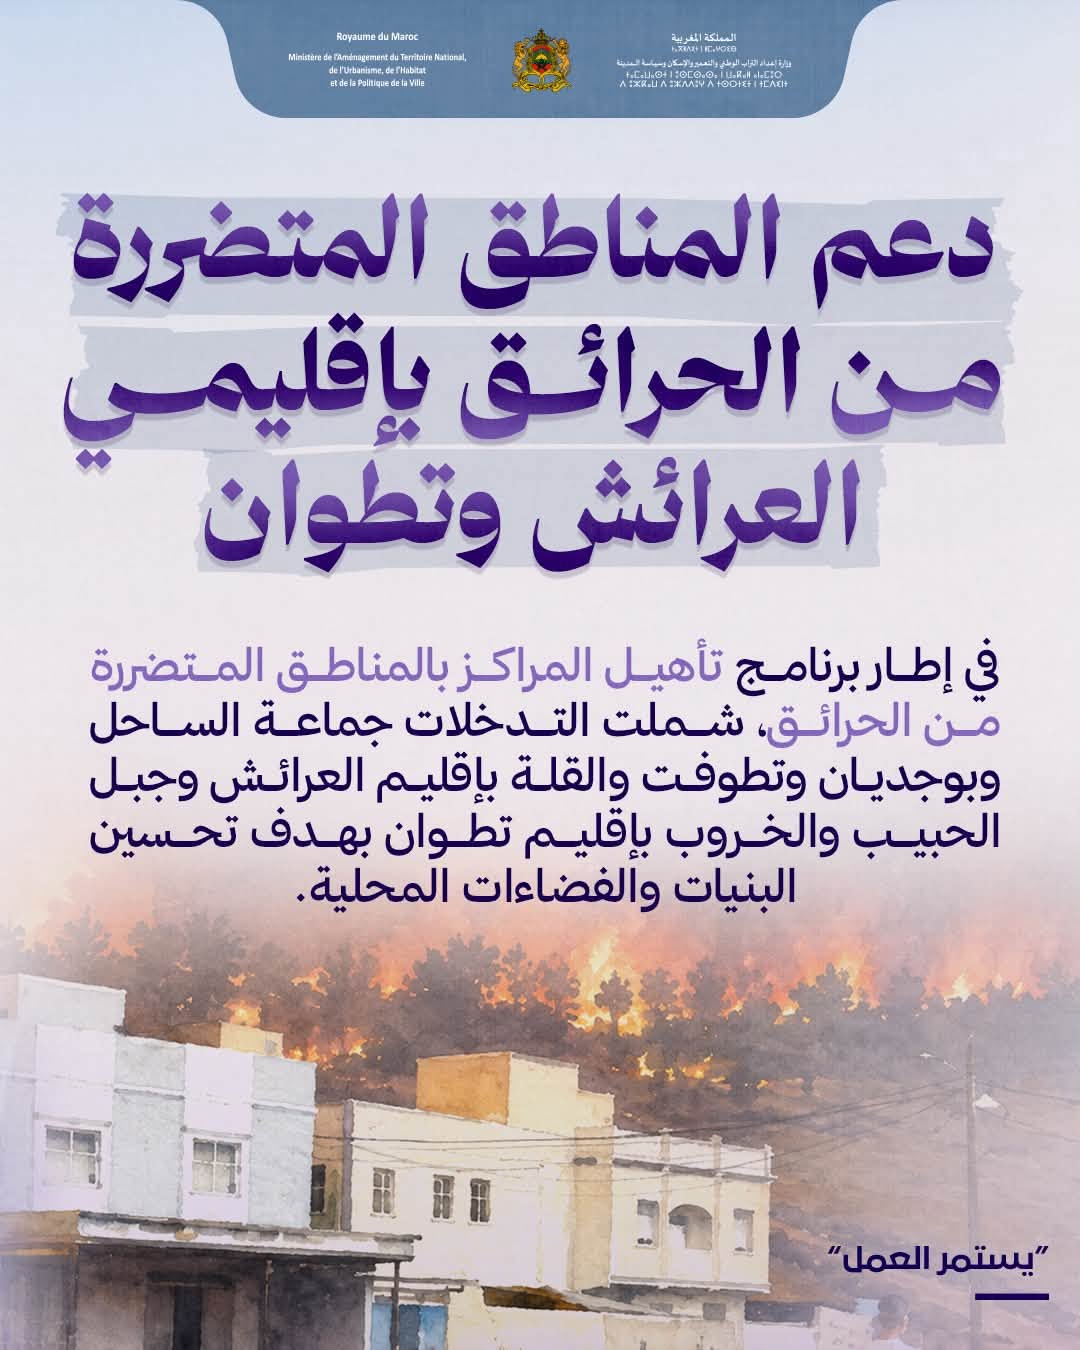 Royaume du Maroc
Ministère de l'Aménagement du Territoire National,
de l'Urbanisme, de l'Habitat
et de la Politique de la Ville
المملكة المغربية
ⵜⴰⴳⵍⴷⵉⵜ ⵏ ⵍⵎⵖⵔⵉⴱ
وزارة إعداد التراب الوطني والتعمير والإسكان وسياسة المدينة
دعم المناطق المتضررة
من الحرائق بإقليمي
العرائش وتطوان
في إطار برنامج تأهيل المراكز بالمناطق المتضررة
من الحرائق، شملت التدخلات جماعة الساحل
وبوجديان وتطوفت والقلة بإقليم العرائش وجبل
الحبيب والخروب بإقليم تطوان بهدف تحسين
البنيات والفضاءات المحلية.
"يستمر العمل"